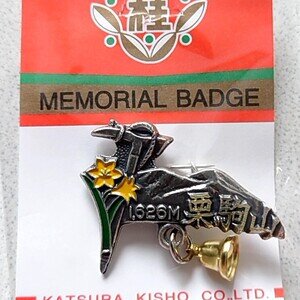 桂
MEMORIAL BADGE
1,626M
栗駒山
KATSURA KISHO CO.,LTD.